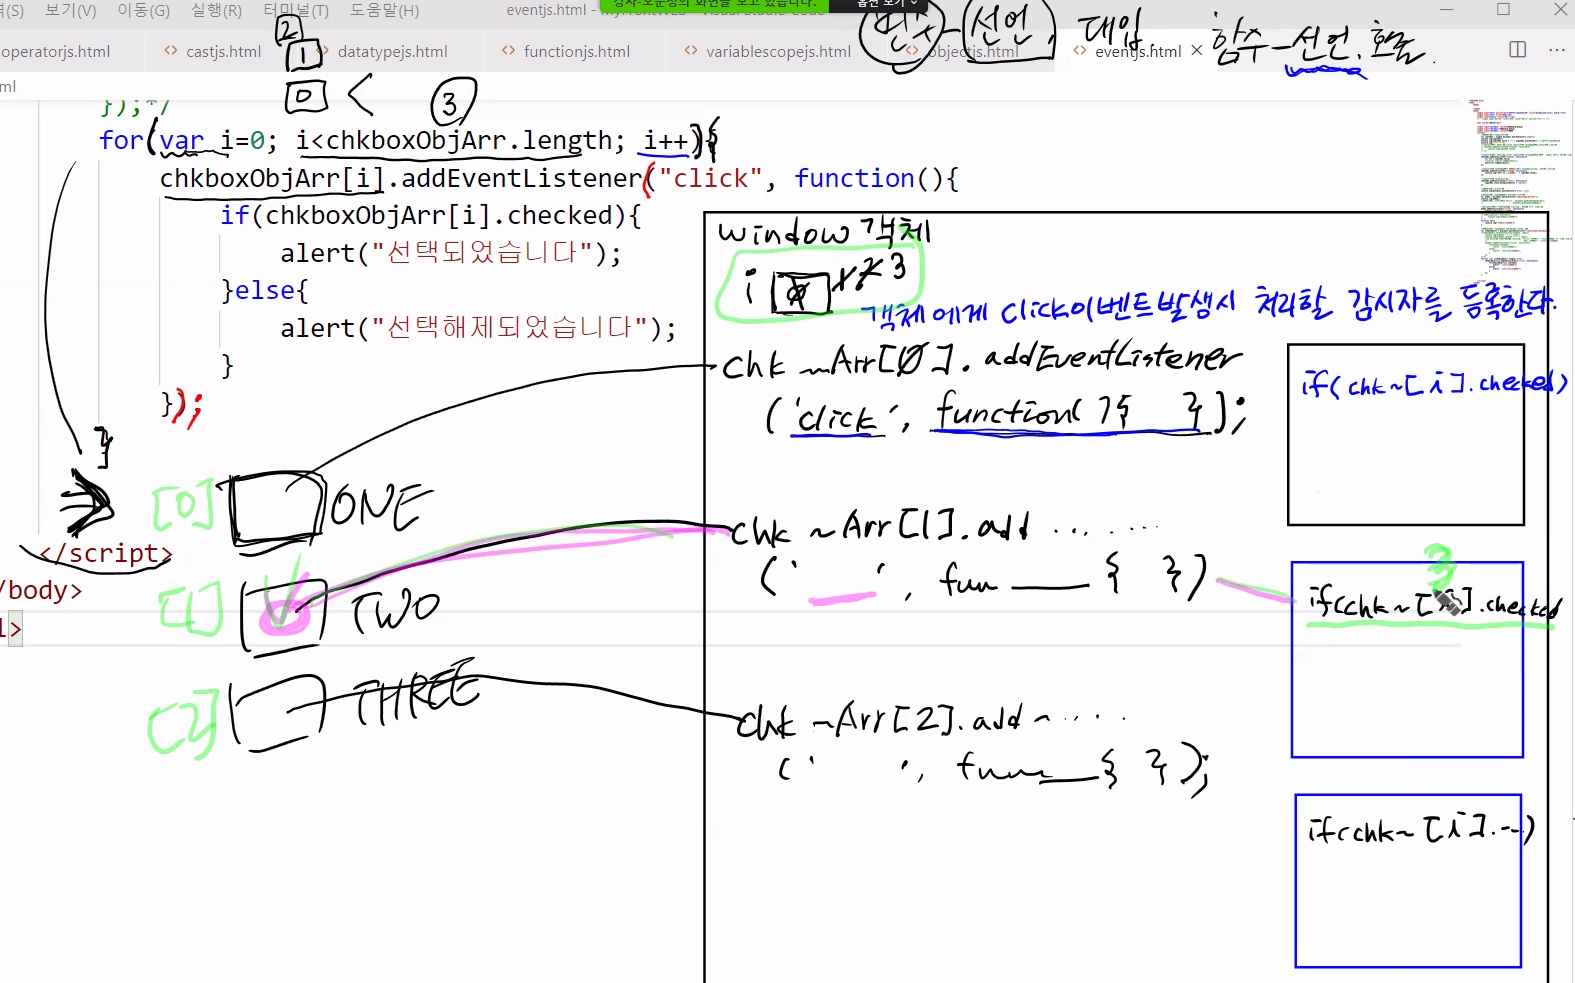 보기(V) 이동(G) 실행(R) 터미널(T) 도움말(H) eventjs.html
operatorjs.html <> castjs.html <> datatypejs.html <> functionjs.html <> variablescopejs.html objectjs.html <> eventjs.html ×
변수-선언, 대입, 함수-선언, 호출.
2
1
0 < 3
});*/
for(var i=0; i<chkboxObjArr.length; i++){
chkboxObjArr[i].addEventListener("click", function(){
if(chkboxObjArr[i].checked){
alert("선택되었습니다");
}else{
alert("선택해제되었습니다");
}
});
}
</script>
/body>
l>
[0] ONE
[1] TWO
[2] THREE
window 객체
i 0 1 2 3
객체에게 click이벤트발생시 처리할 감시자를 등록한다.
chk ~Arr[0].addEventListener
('click', function(){ });
if(chk~[i].checked)
chk ~Arr[1].add ......
(' ', fun { })
3
if(chk~[i].checked
chk ~Arr[2].add ~....
(' ', fun { });
if(chk~[i].--)